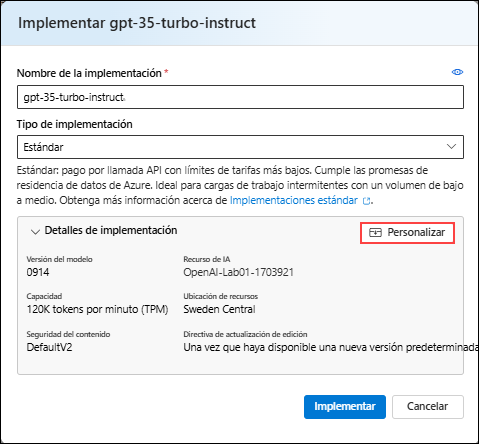 Implementar gpt-35-turbo-instruct
Nombre de la implementación *
gpt-35-turbo-instruct
Tipo de implementación
Estándar
Estándar: pago por llamada API con límites de tarifas más bajos. Cumple las promesas de
residencia de datos de Azure. Ideal para cargas de trabajo intermitentes con un volumen de bajo
a medio. Obtenga más información acerca de Implementaciones estándar.
Detalles de implementación
Personalizar
Versión del modelo
0914
Recurso de IA
OpenAI-Lab01-1703921
Capacidad
120K tokens por minuto (TPM)
Ubicación de recursos
Sweden Central
Seguridad del contenido
DefaultV2
Directiva de actualización de edición
Una vez que haya disponible una nueva versión predeterminada
Implementar
Cancelar